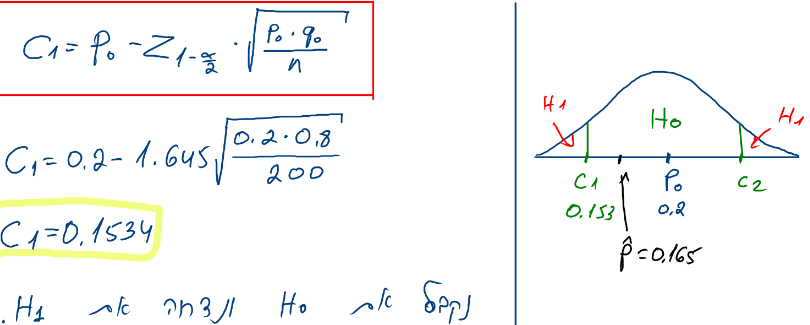 C1 = P₀ - Z₁₋α/₂ · √(P₀ · q₀ / n)
C1 = 0.2 - 1.645 √(0.2 · 0.8 / 200)
C1 = 0.1534
נקבל את H₀ ונדחה את H1.
H1 H₀ H1
C1 P₀ C2
0.153 0.2
P̂ = 0.165